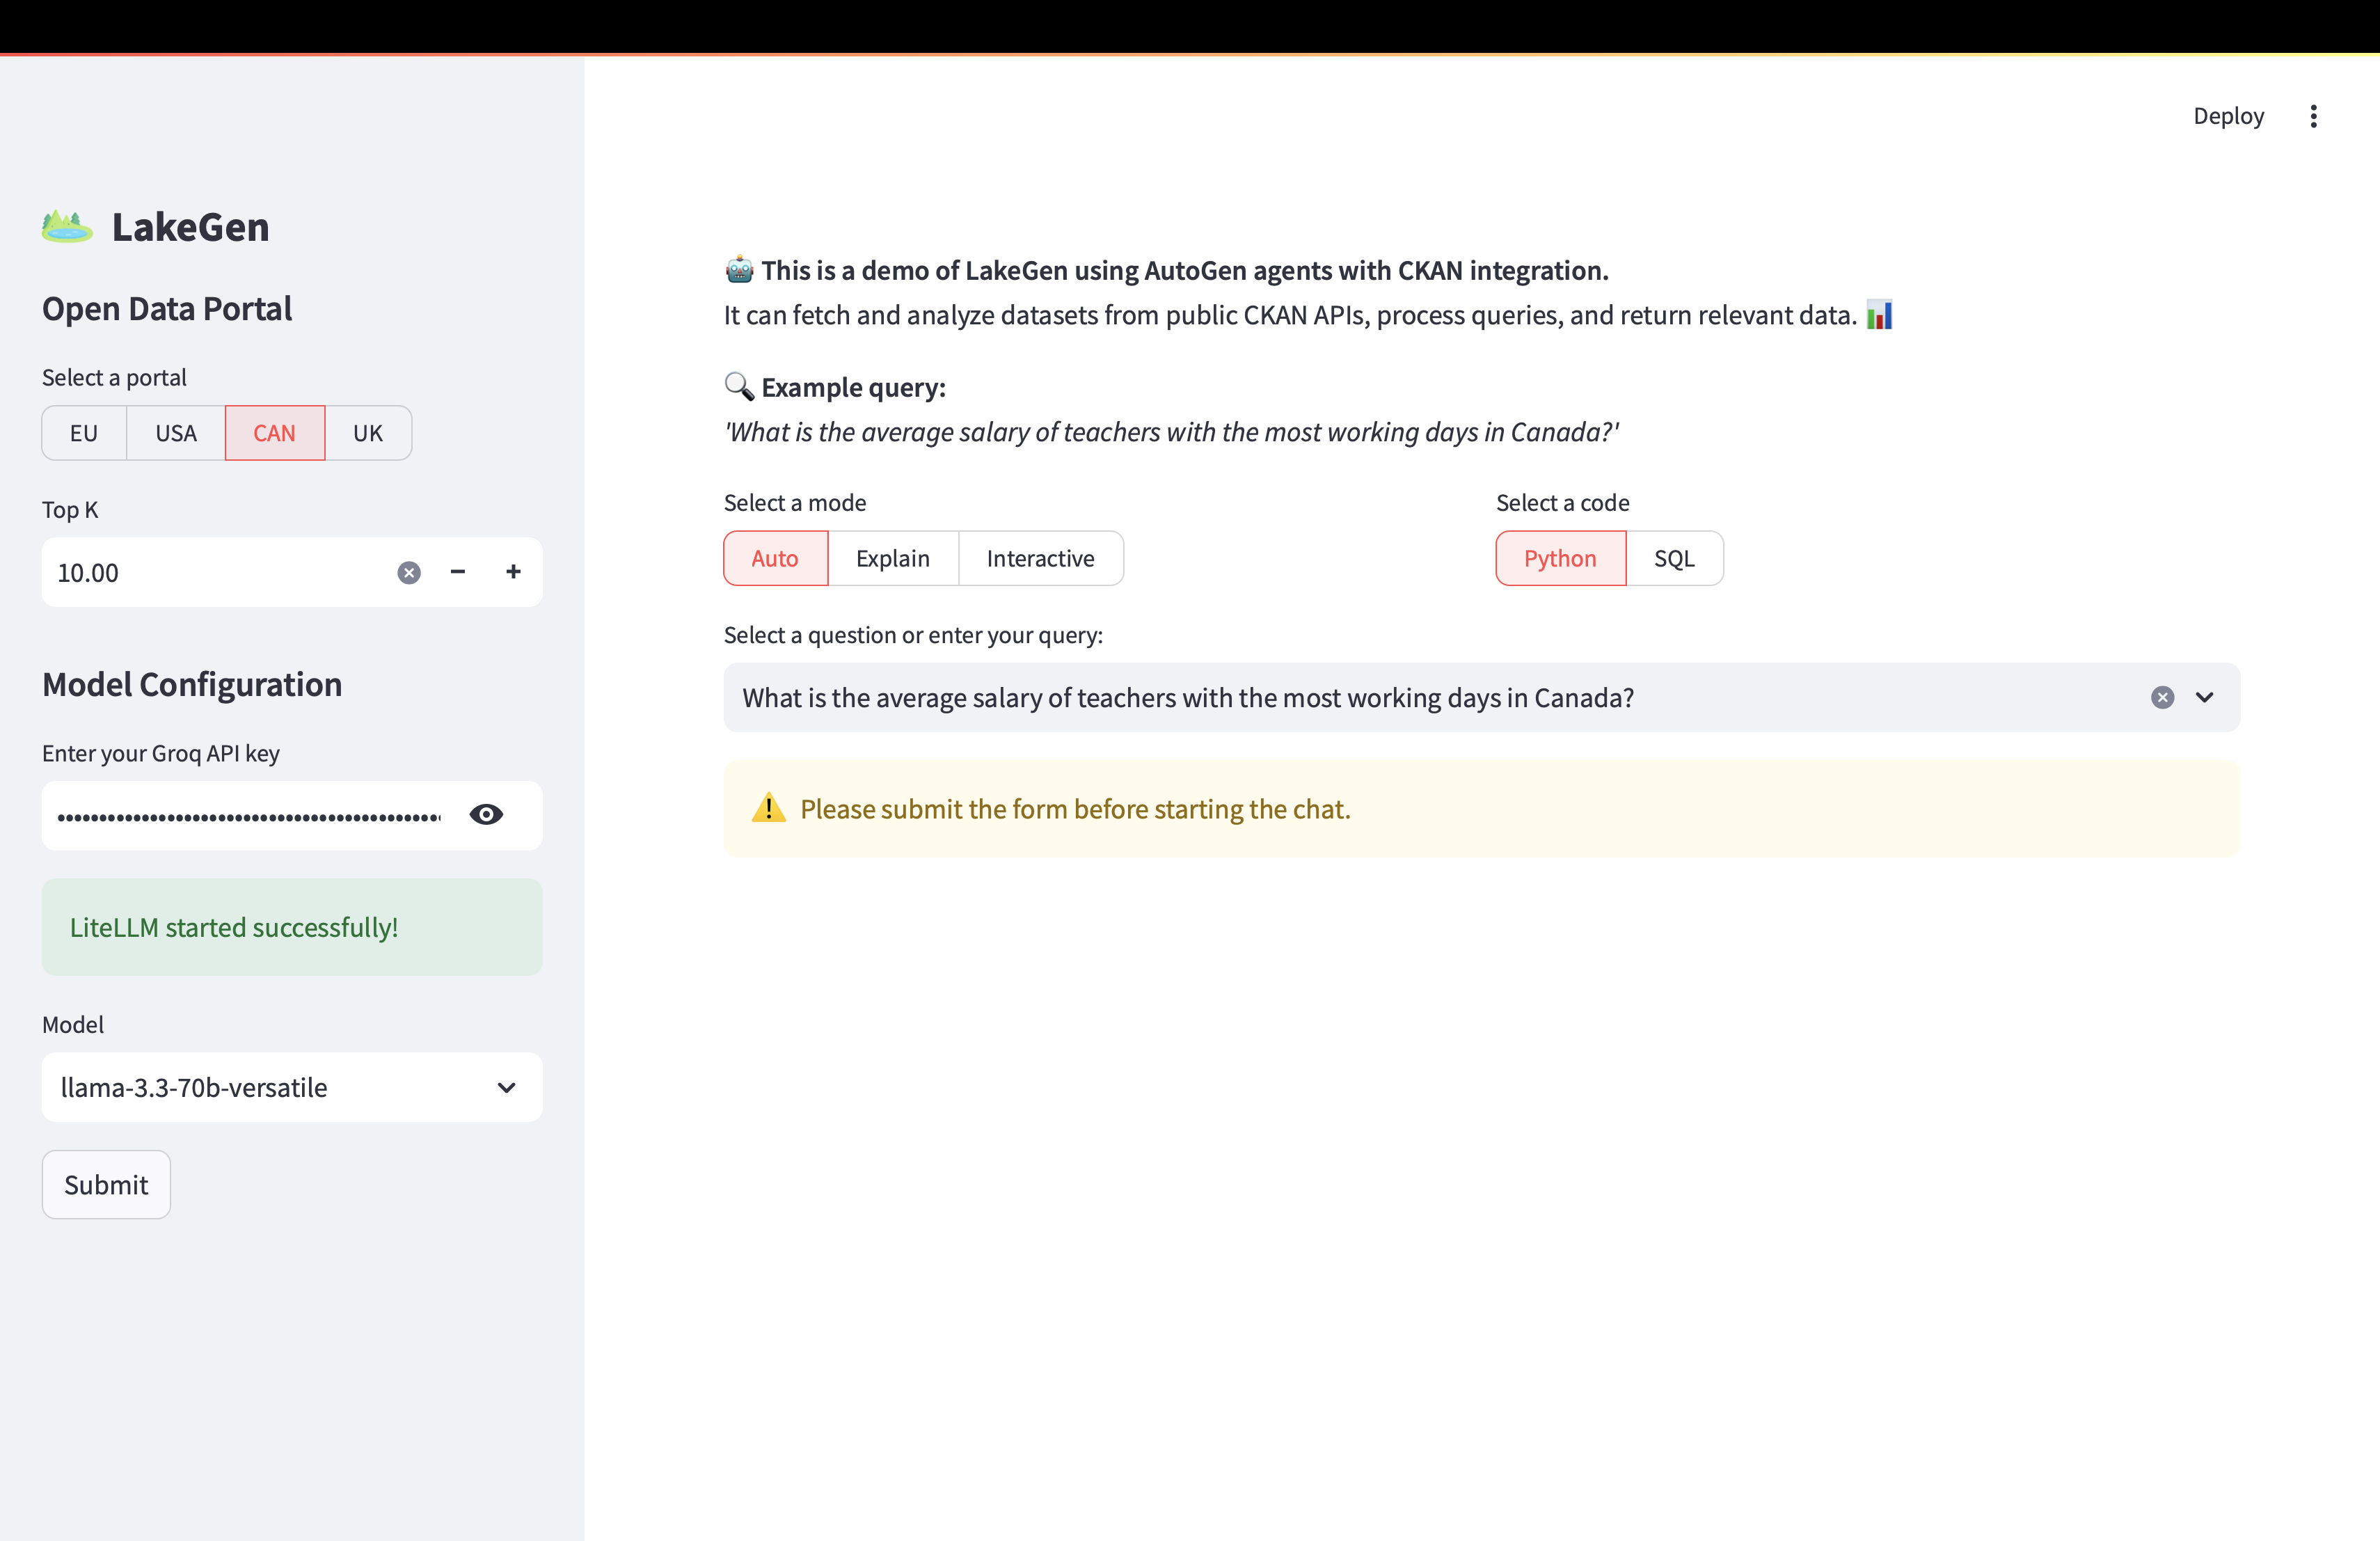 Deploy
LakeGen
Open Data Portal
Select a portal
EU USA CAN UK
Top K
10.00
Model Configuration
Enter your Groq API key
LiteLLM started successfully!
Model
llama-3.3-70b-versatile
Submit
This is a demo of LakeGen using AutoGen agents with CKAN integration.
It can fetch and analyze datasets from public CKAN APIs, process queries, and return relevant data.
Example query:
'What is the average salary of teachers with the most working days in Canada?'
Select a mode
Auto Explain Interactive
Select a code
Python SQL
Select a question or enter your query:
What is the average salary of teachers with the most working days in Canada?
Please submit the form before starting the chat.